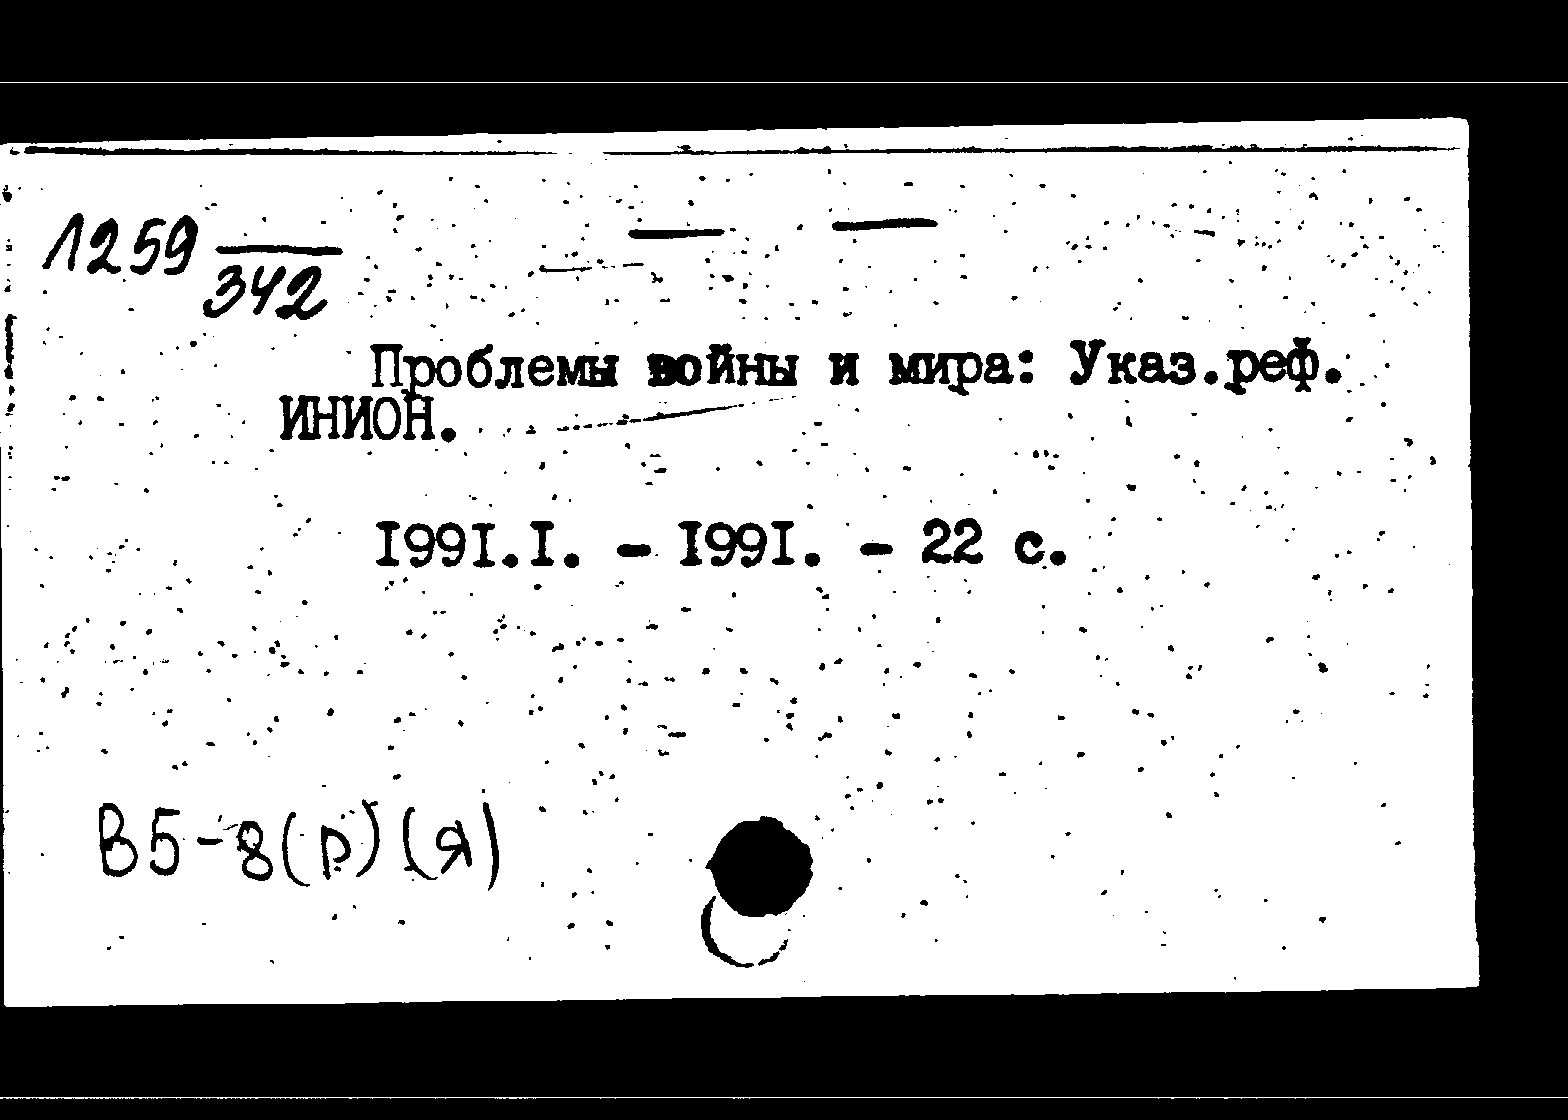 1259
342
Проблемы войны и мира: Указ.реф.
ИНИОН.
I99I.I. – I99I. – 22 с.
В5-8(р)(я)